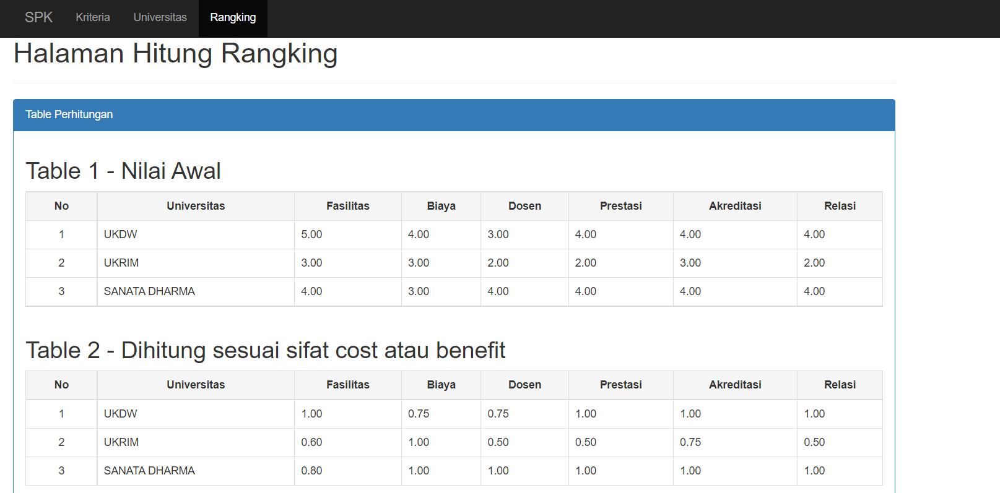 SPK Kriteria Universitas Rangking
Halaman Hitung Rangking
Table Perhitungan
Table 1 - Nilai Awal
No Universitas Fasilitas Biaya Dosen Prestasi Akreditasi Relasi
1 UKDW 5.00 4.00 3.00 4.00 4.00 4.00
2 UKRIM 3.00 3.00 2.00 2.00 3.00 2.00
3 SANATA DHARMA 4.00 3.00 4.00 4.00 4.00 4.00
Table 2 - Dihitung sesuai sifat cost atau benefit
No Universitas Fasilitas Biaya Dosen Prestasi Akreditasi Relasi
1 UKDW 1.00 0.75 0.75 1.00 1.00 1.00
2 UKRIM 0.60 1.00 0.50 0.50 0.75 0.50
3 SANATA DHARMA 0.80 1.00 1.00 1.00 1.00 1.00